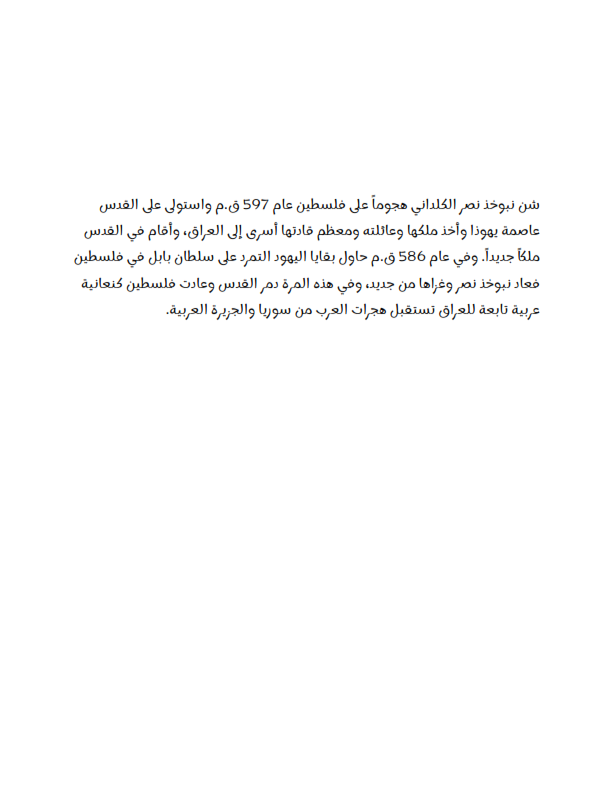 شن نبوخذ نصر الكلداني هجوماً على فلسطين عام 597 ق.م واستولى على القدس
عاصمة يهوذا وأخذ ملكها وعائلته ومعظم قادتها أسرى إلى العراق، وأقام في القدس
ملكاً جديداً. وفي عام 586 ق.م حاول بقايا اليهود التمرد على سلطان بابل في فلسطين
فعاد نبوخذ نصر وغزاها من جديد، وفي هذه المرة دمر القدس وعادت فلسطين كنعانية
عربية تابعة للعراق تستقبل هجرات العرب من سوريا والجزيرة العربية.